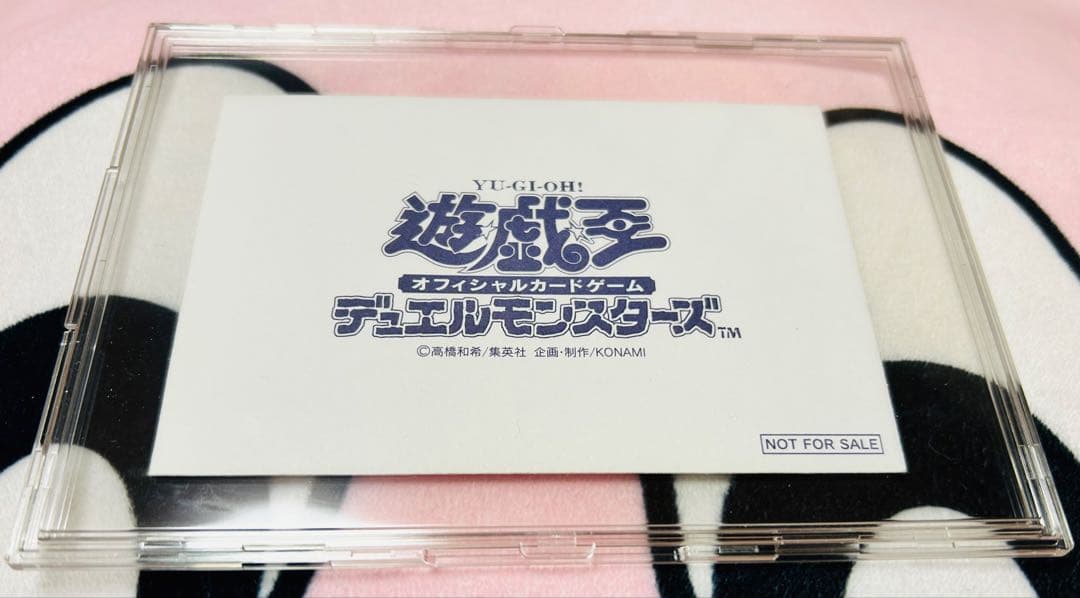 YU-GI-OH!
遊戯王
オフィシャルカードゲーム
デュエルモンスターズ™
©高橋和希/集英社 企画・制作/KONAMI
NOT FOR SALE